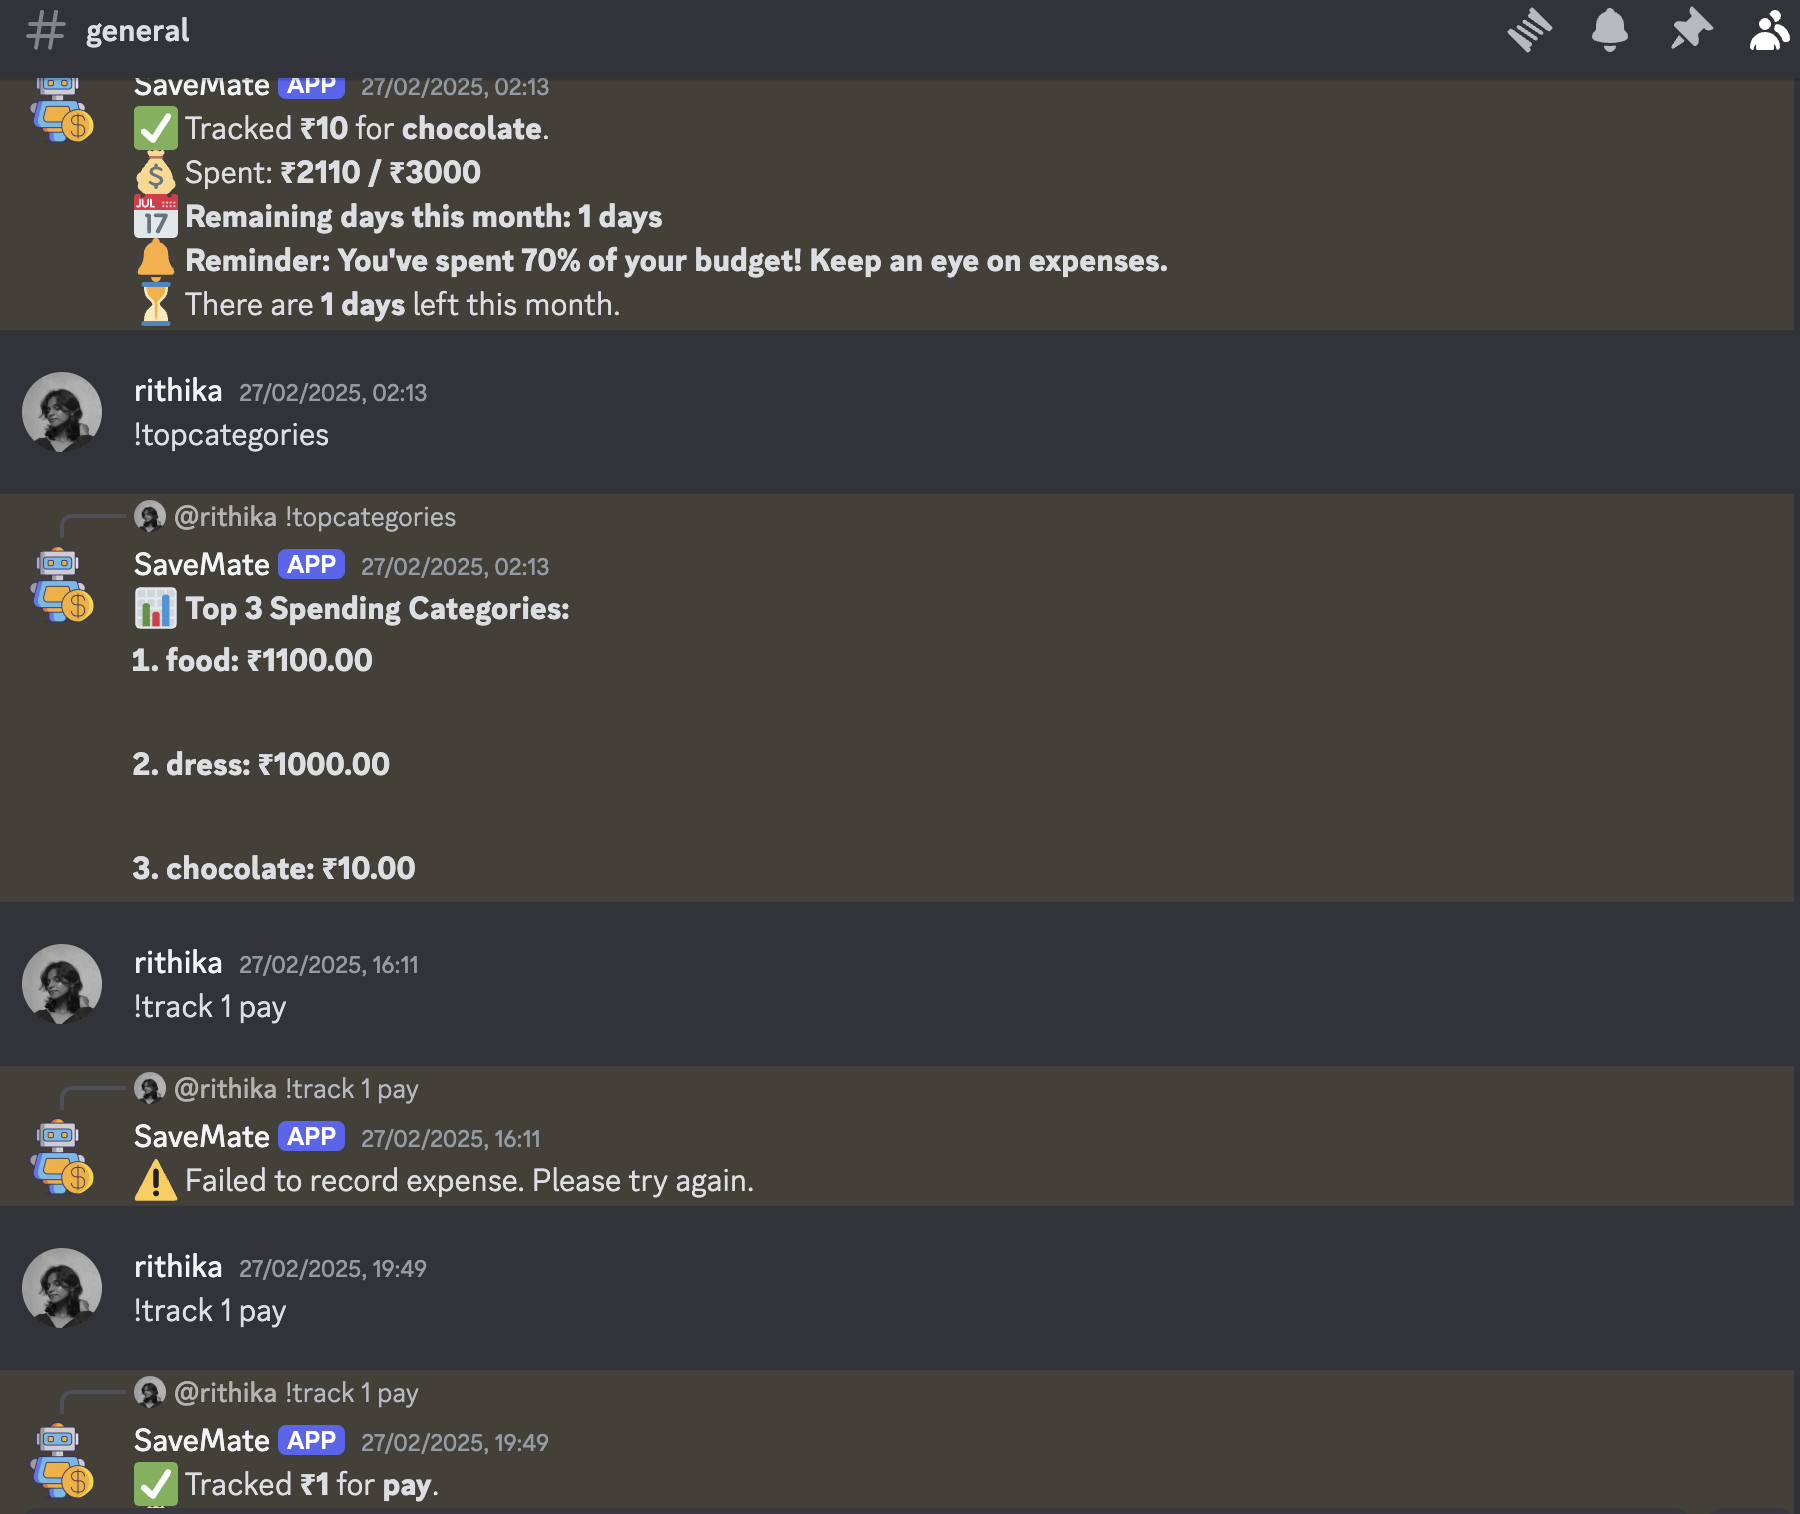 general
SaveMate APP 27/02/2025, 02:13
Tracked ₹10 for chocolate.
Spent: ₹2110 / ₹3000
JUL 17 Remaining days this month: 1 days
Reminder: You've spent 70% of your budget! Keep an eye on expenses.
There are 1 days left this month.
rithika 27/02/2025, 02:13
!topcategories
@rithika !topcategories
SaveMate APP 27/02/2025, 02:13
Top 3 Spending Categories:
1. food: ₹1100.00
2. dress: ₹1000.00
3. chocolate: ₹10.00
rithika 27/02/2025, 16:11
!track 1 pay
@rithika !track 1 pay
SaveMate APP 27/02/2025, 16:11
Failed to record expense. Please try again.
rithika 27/02/2025, 19:49
!track 1 pay
@rithika !track 1 pay
SaveMate APP 27/02/2025, 19:49
Tracked ₹1 for pay.